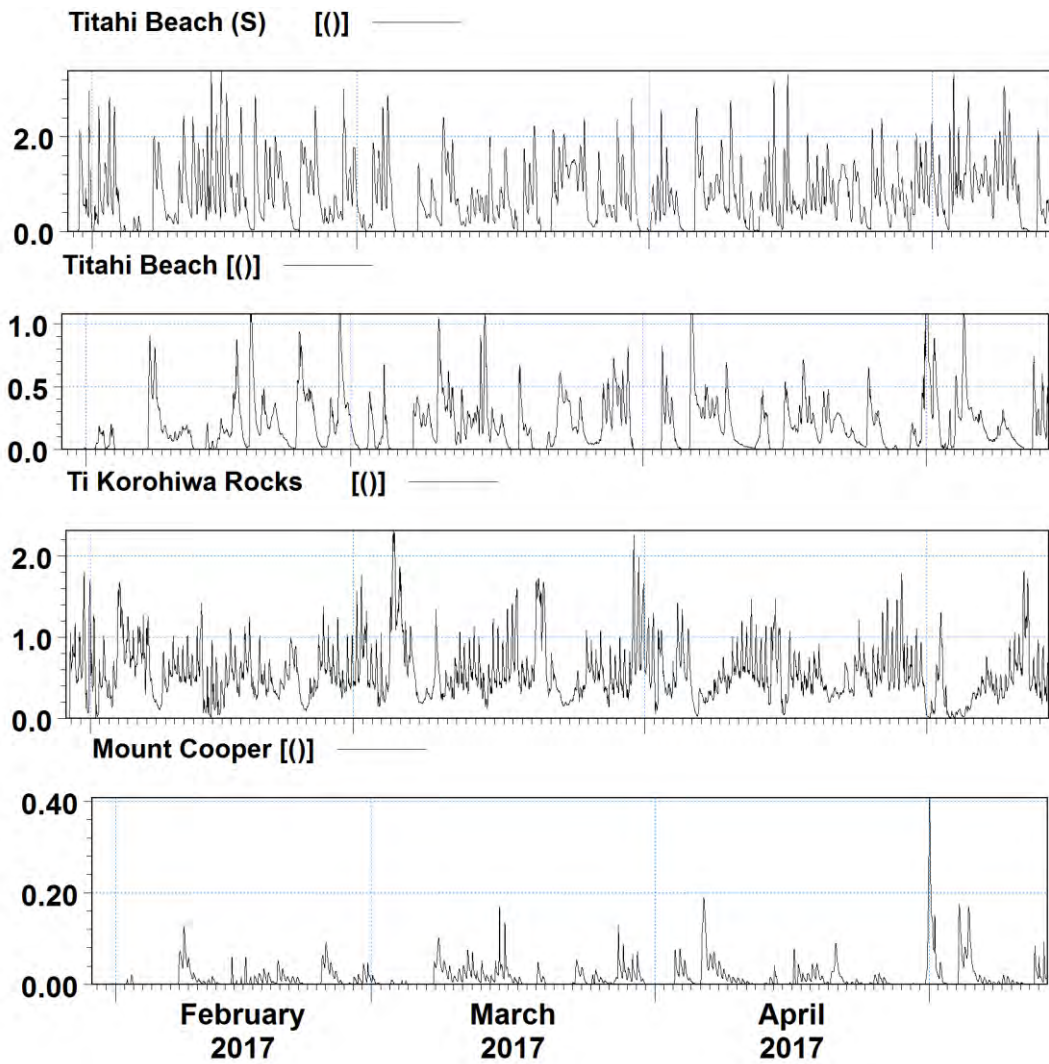 Titahi Beach (S) [()]
2.0
0.0
Titahi Beach [()]
1.0
0.5
0.0
Ti Korohiwa Rocks [()]
2.0
1.0
0.0
Mount Cooper [()]
0.40
0.20
0.00
February March April
2017 2017 2017